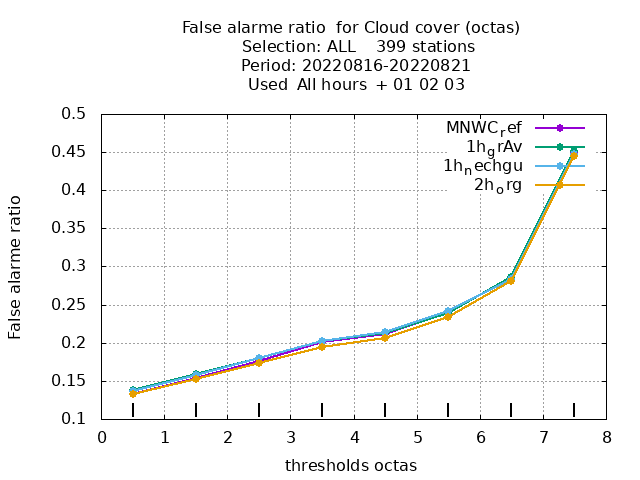 False alarme ratio  for Cloud cover (octas)
Selection: ALL    399 stations
Period: 20220816-20220821
Used  All hours  + 01 02 03
MNWC_ref
1h_grAv
1h_nechgu
2h_org
0.5
0.45
0.4
0.35
0.3
0.25
0.2
0.15
0.1
False alarme ratio
0 1 2 3 4 5 6 7 8
thresholds octas